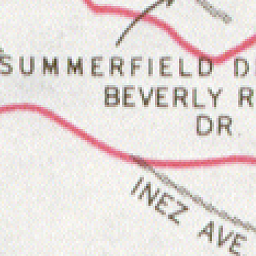 SUMMERFIELD D
BEVERLY R
DR.
INEZ AVE